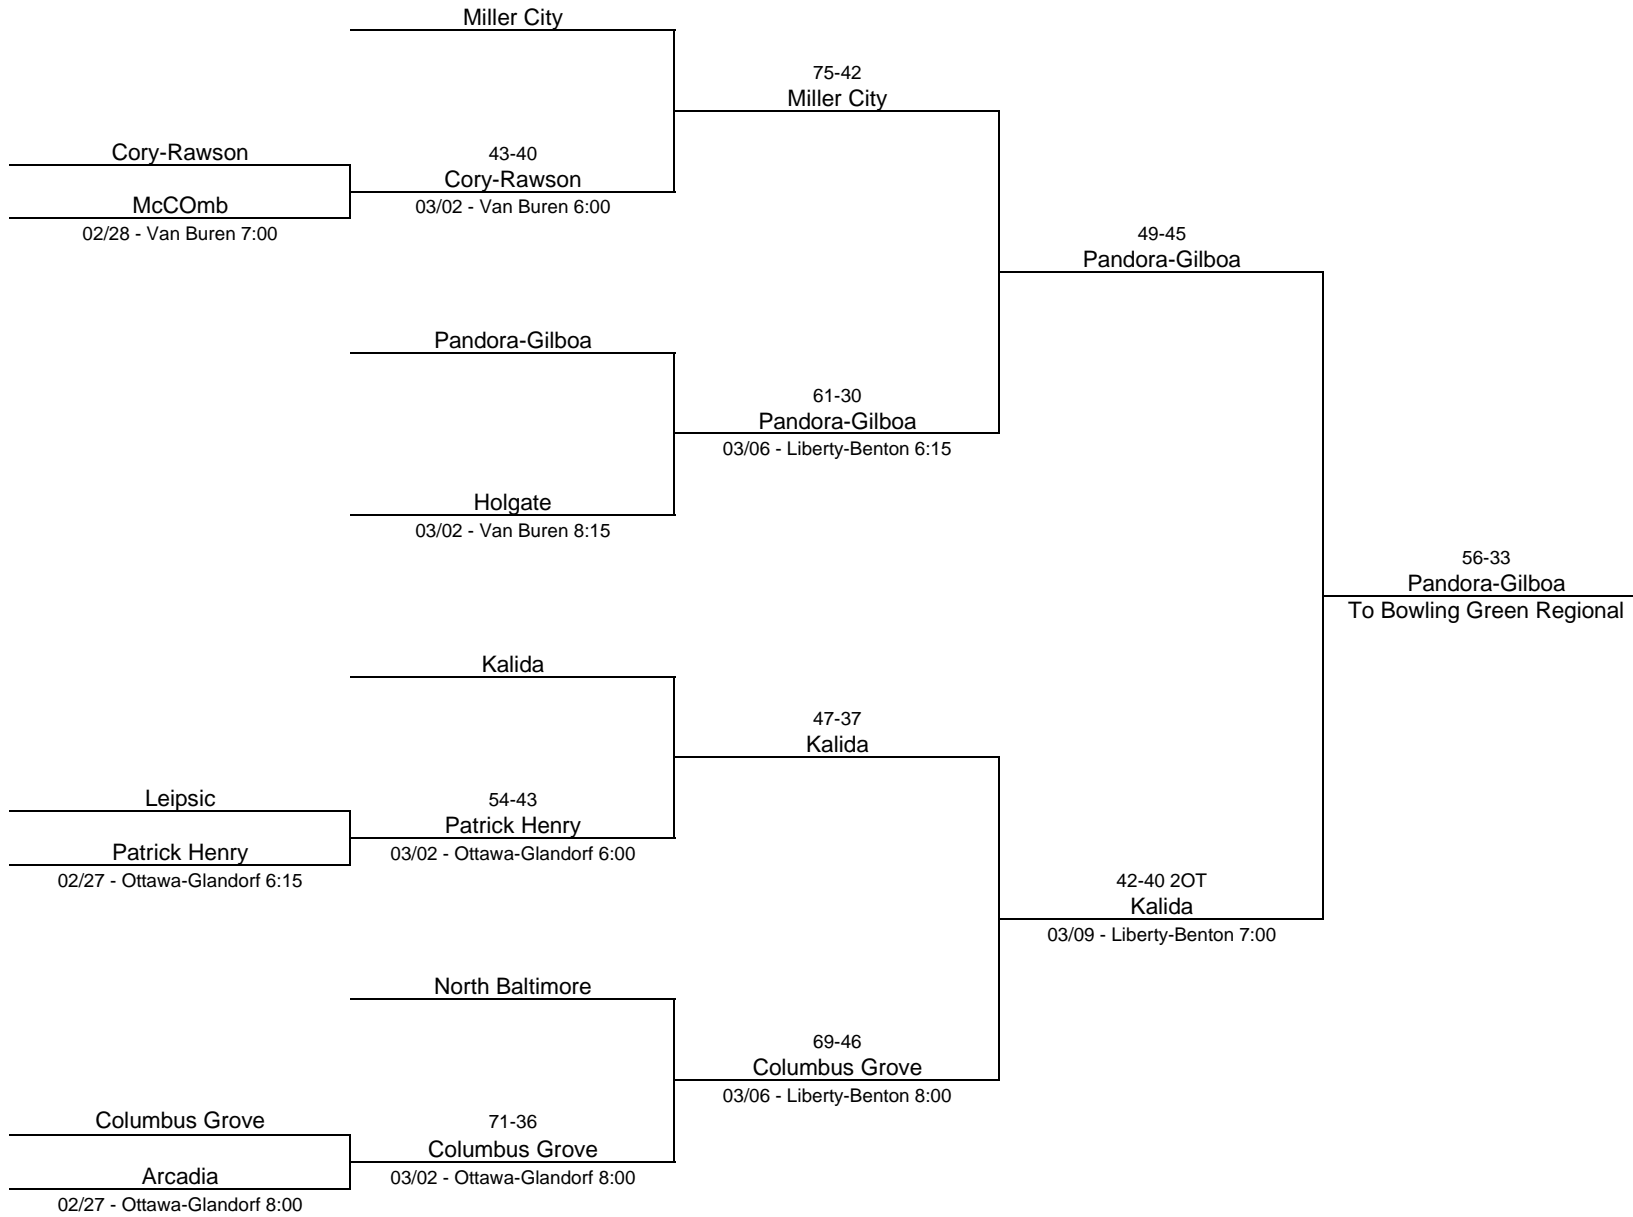 Miller City
75-42
Miller City
Cory-Rawson
43-40
Cory-Rawson
McCOmb
03/02 - Van Buren 6:00
02/28 - Van Buren 7:00
49-45
Pandora-Gilboa
Pandora-Gilboa
61-30
Pandora-Gilboa
03/06 - Liberty-Benton 6:15
Holgate
03/02 - Van Buren 8:15
56-33
Pandora-Gilboa
To Bowling Green Regional
Kalida
47-37
Kalida
Leipsic
54-43
Patrick Henry
Patrick Henry
03/02 - Ottawa-Glandorf 6:00
02/27 - Ottawa-Glandorf 6:15
42-40 2OT
Kalida
03/09 - Liberty-Benton 7:00
North Baltimore
69-46
Columbus Grove
03/06 - Liberty-Benton 8:00
Columbus Grove
71-36
Columbus Grove
Arcadia
03/02 - Ottawa-Glandorf 8:00
02/27 - Ottawa-Glandorf 8:00